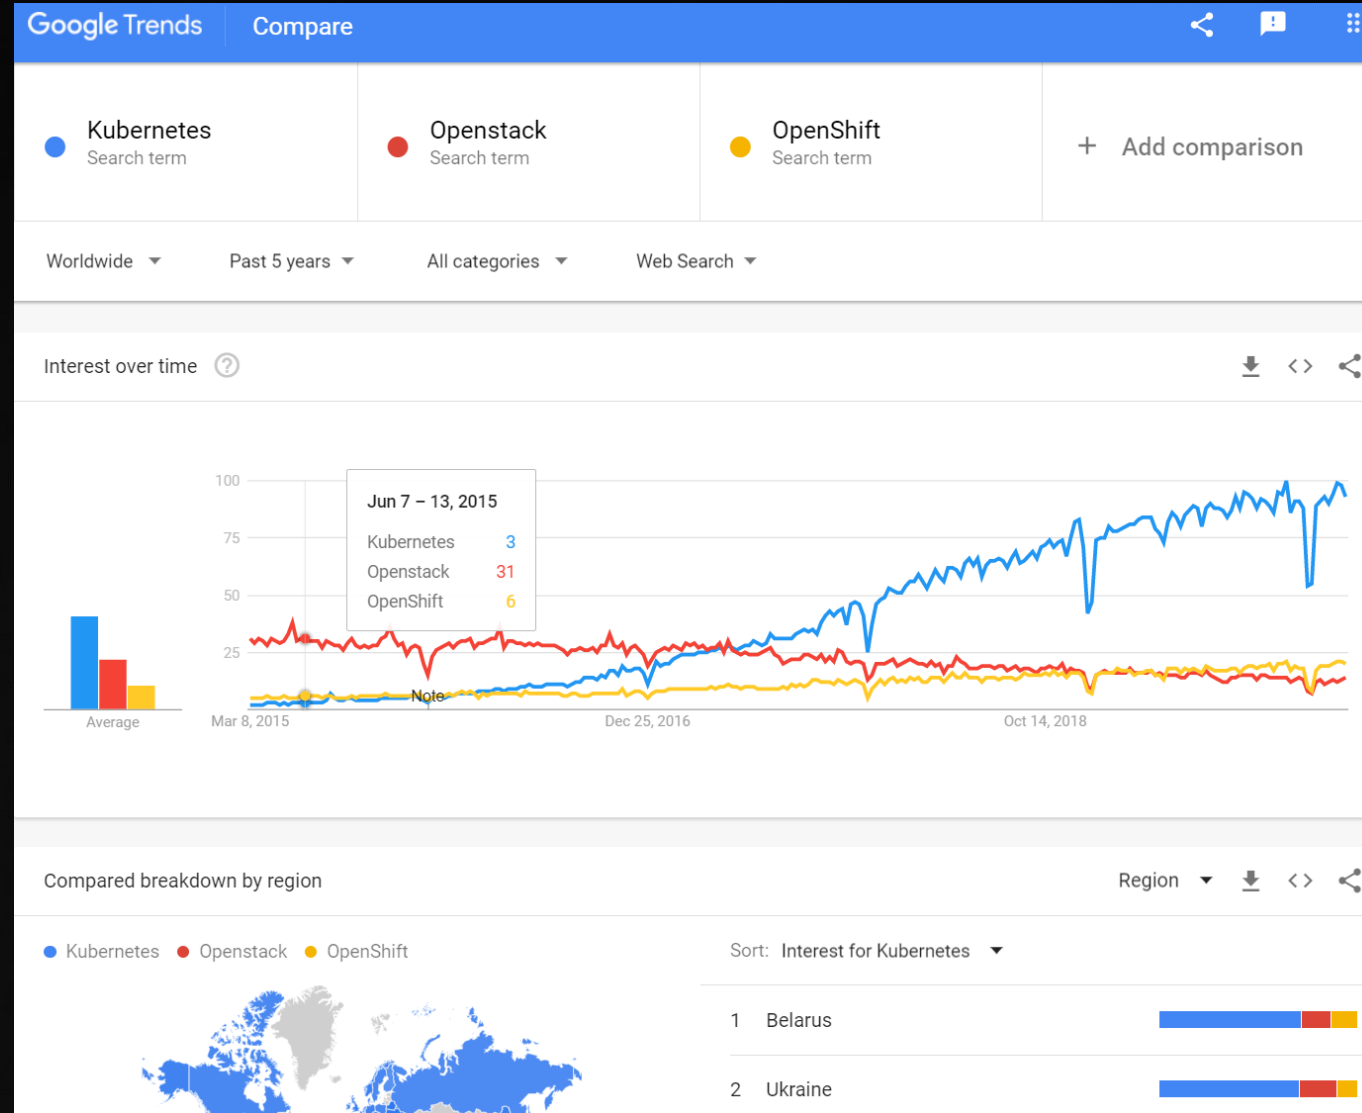 Google Trends Compare
Kubernetes
Search term
Openstack
Search term
OpenShift
Search term
+ Add comparison
Worldwide Past 5 years All categories Web Search
Interest over time ?
100
75
50
25
Jun 7 – 13, 2015
Kubernetes 3
Openstack 31
OpenShift 6
Note
Average
Mar 8, 2015 Dec 25, 2016 Oct 14, 2018
Compared breakdown by region Region
Kubernetes Openstack OpenShift
Sort: Interest for Kubernetes
1 Belarus
2 Ukraine